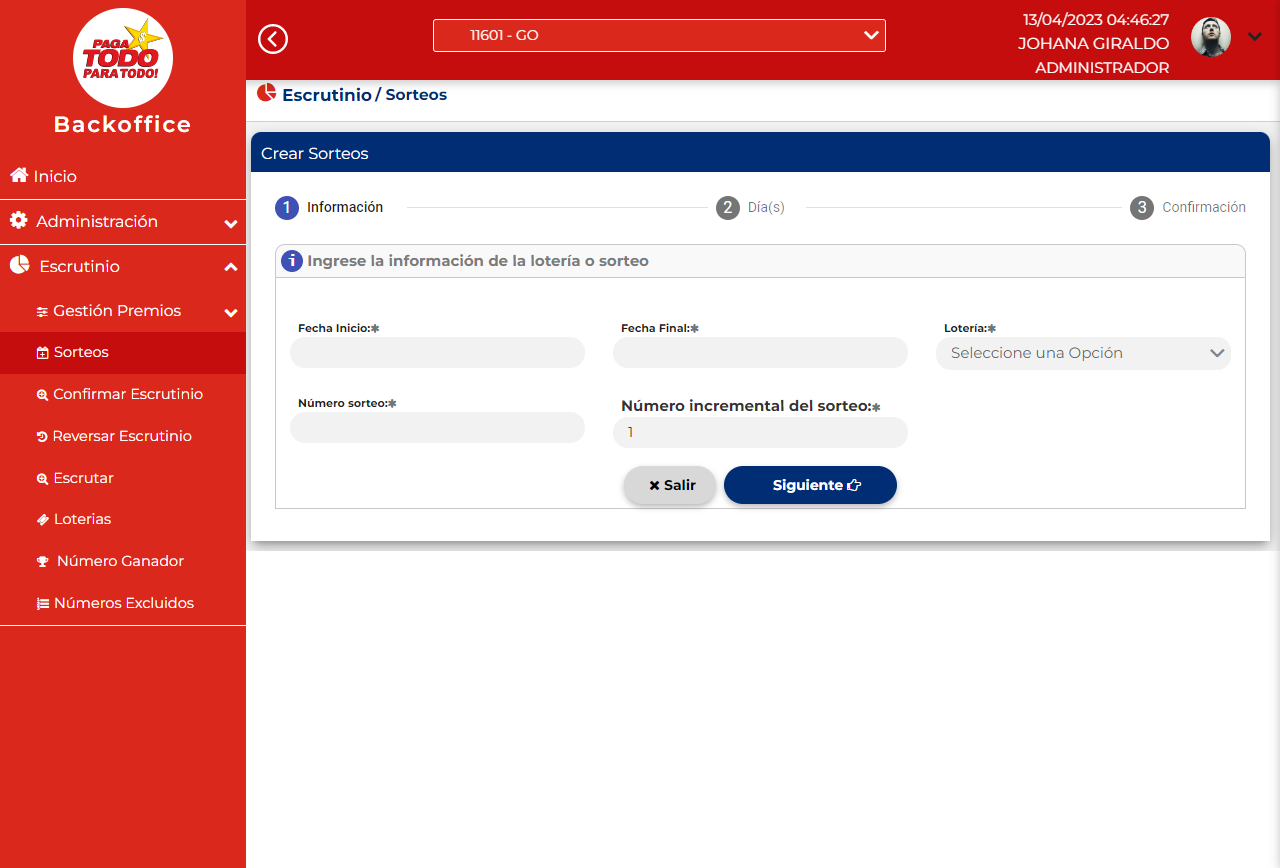 PAGA
TODO
PARA TODO!
Backoffice
Inicio
Administración
Escrutinio
Gestión Premios
Sorteos
Confirmar Escrutinio
Reversar Escrutinio
Escrutar
Loterias
Número Ganador
Números Excluidos
11601 - GO
13/04/2023 04:46:27
JOHANA GIRALDO
ADMINISTRADOR
Escrutinio / Sorteos
Crear Sorteos
1 Información
2 Día(s)
3 Confirmación
Ingrese la información de la lotería o sorteo
Fecha Inicio:*
Fecha Final:*
Lotería:*
Seleccione una Opción
Número sorteo:*
Número incremental del sorteo:*
1
Salir
Siguiente